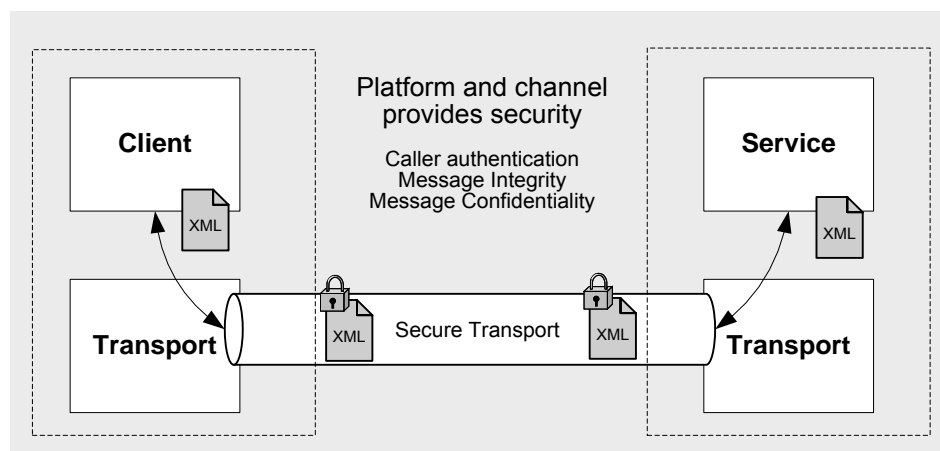 Platform and channel
provides security
Client
Service
Caller authentication
Message Integrity
Message Confidentiality
XML
XML
Transport
XML
Secure Transport
XML
Transport